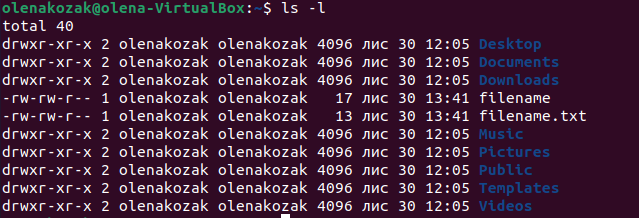 olenakozak@olena-VirtualBox:~$ ls -l
total 40
drwxr-xr-x 2 olenakozak olenakozak 4096 лис 30 12:05 Desktop
drwxr-xr-x 2 olenakozak olenakozak 4096 лис 30 12:05 Documents
drwxr-xr-x 2 olenakozak olenakozak 4096 лис 30 12:05 Downloads
-rw-rw-r-- 1 olenakozak olenakozak   17 лис 30 13:41 filename
-rw-rw-r-- 1 olenakozak olenakozak   13 лис 30 13:41 filename.txt
drwxr-xr-x 2 olenakozak olenakozak 4096 лис 30 12:05 Music
drwxr-xr-x 2 olenakozak olenakozak 4096 лис 30 12:05 Pictures
drwxr-xr-x 2 olenakozak olenakozak 4096 лис 30 12:05 Public
drwxr-xr-x 2 olenakozak olenakozak 4096 лис 30 12:05 Templates
drwxr-xr-x 2 olenakozak olenakozak 4096 лис 30 12:05 Videos